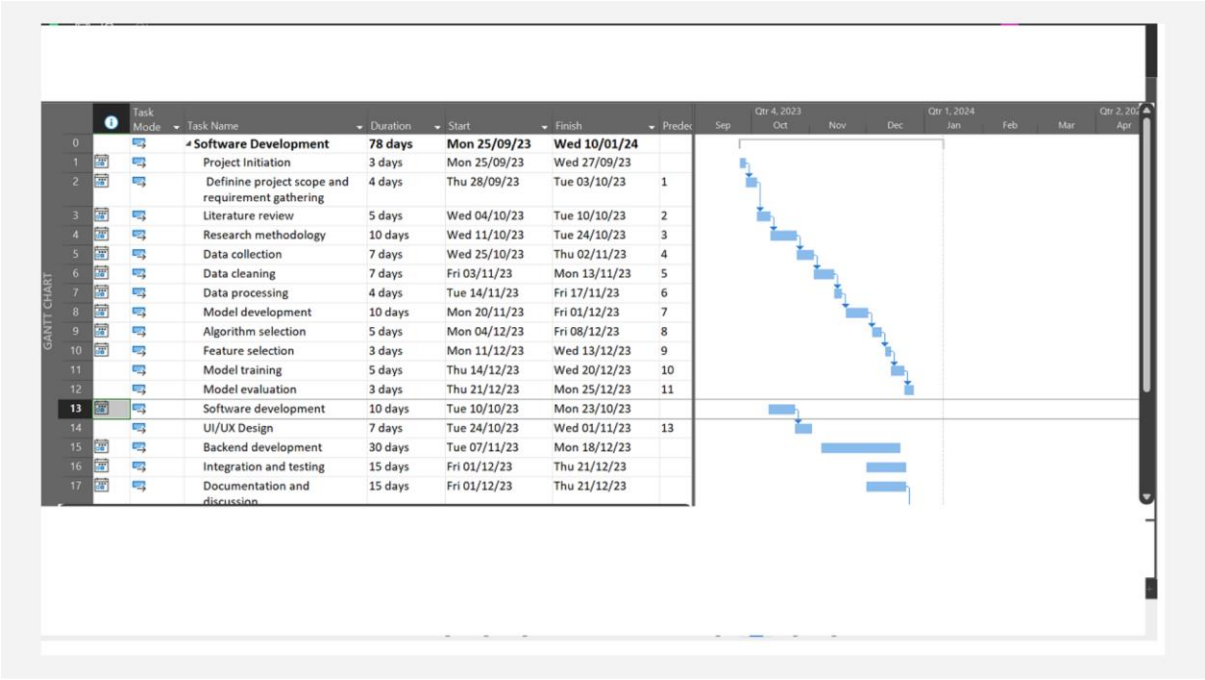 Qtr 4, 2023 Qtr 1, 2024 Qtr 2, 202
Task
Mode Task Name Duration Start Finish Predec Sep Oct Nov Dec Jan Feb Mar Apr
0 Software Development 78 days Mon 25/09/23 Wed 10/01/24
1 Project Initiation 3 days Mon 25/09/23 Wed 27/09/23
2 Definine project scope and 4 days Thu 28/09/23 Tue 03/10/23 1
requirement gathering
3 Literature review 5 days Wed 04/10/23 Tue 10/10/23 2
4 Research methodology 10 days Wed 11/10/23 Tue 24/10/23 3
5 Data collection 7 days Wed 25/10/23 Thu 02/11/23 4
6 Data cleaning 7 days Fri 03/11/23 Mon 13/11/23 5
7 Data processing 4 days Tue 14/11/23 Fri 17/11/23 6
8 Model development 10 days Mon 20/11/23 Fri 01/12/23 7
9 Algorithm selection 5 days Mon 04/12/23 Fri 08/12/23 8
10 Feature selection 3 days Mon 11/12/23 Wed 13/12/23 9
11 Model training 5 days Thu 14/12/23 Wed 20/12/23 10
12 Model evaluation 3 days Thu 21/12/23 Mon 25/12/23 11
13 Software development 10 days Tue 10/10/23 Mon 23/10/23
14 UI/UX Design 7 days Tue 24/10/23 Wed 01/11/23 13
15 Backend development 30 days Tue 07/11/23 Mon 18/12/23
16 Integration and testing 15 days Fri 01/12/23 Thu 21/12/23
17 Documentation and 15 days Fri 01/12/23 Thu 21/12/23
discussion
GANTT CHART